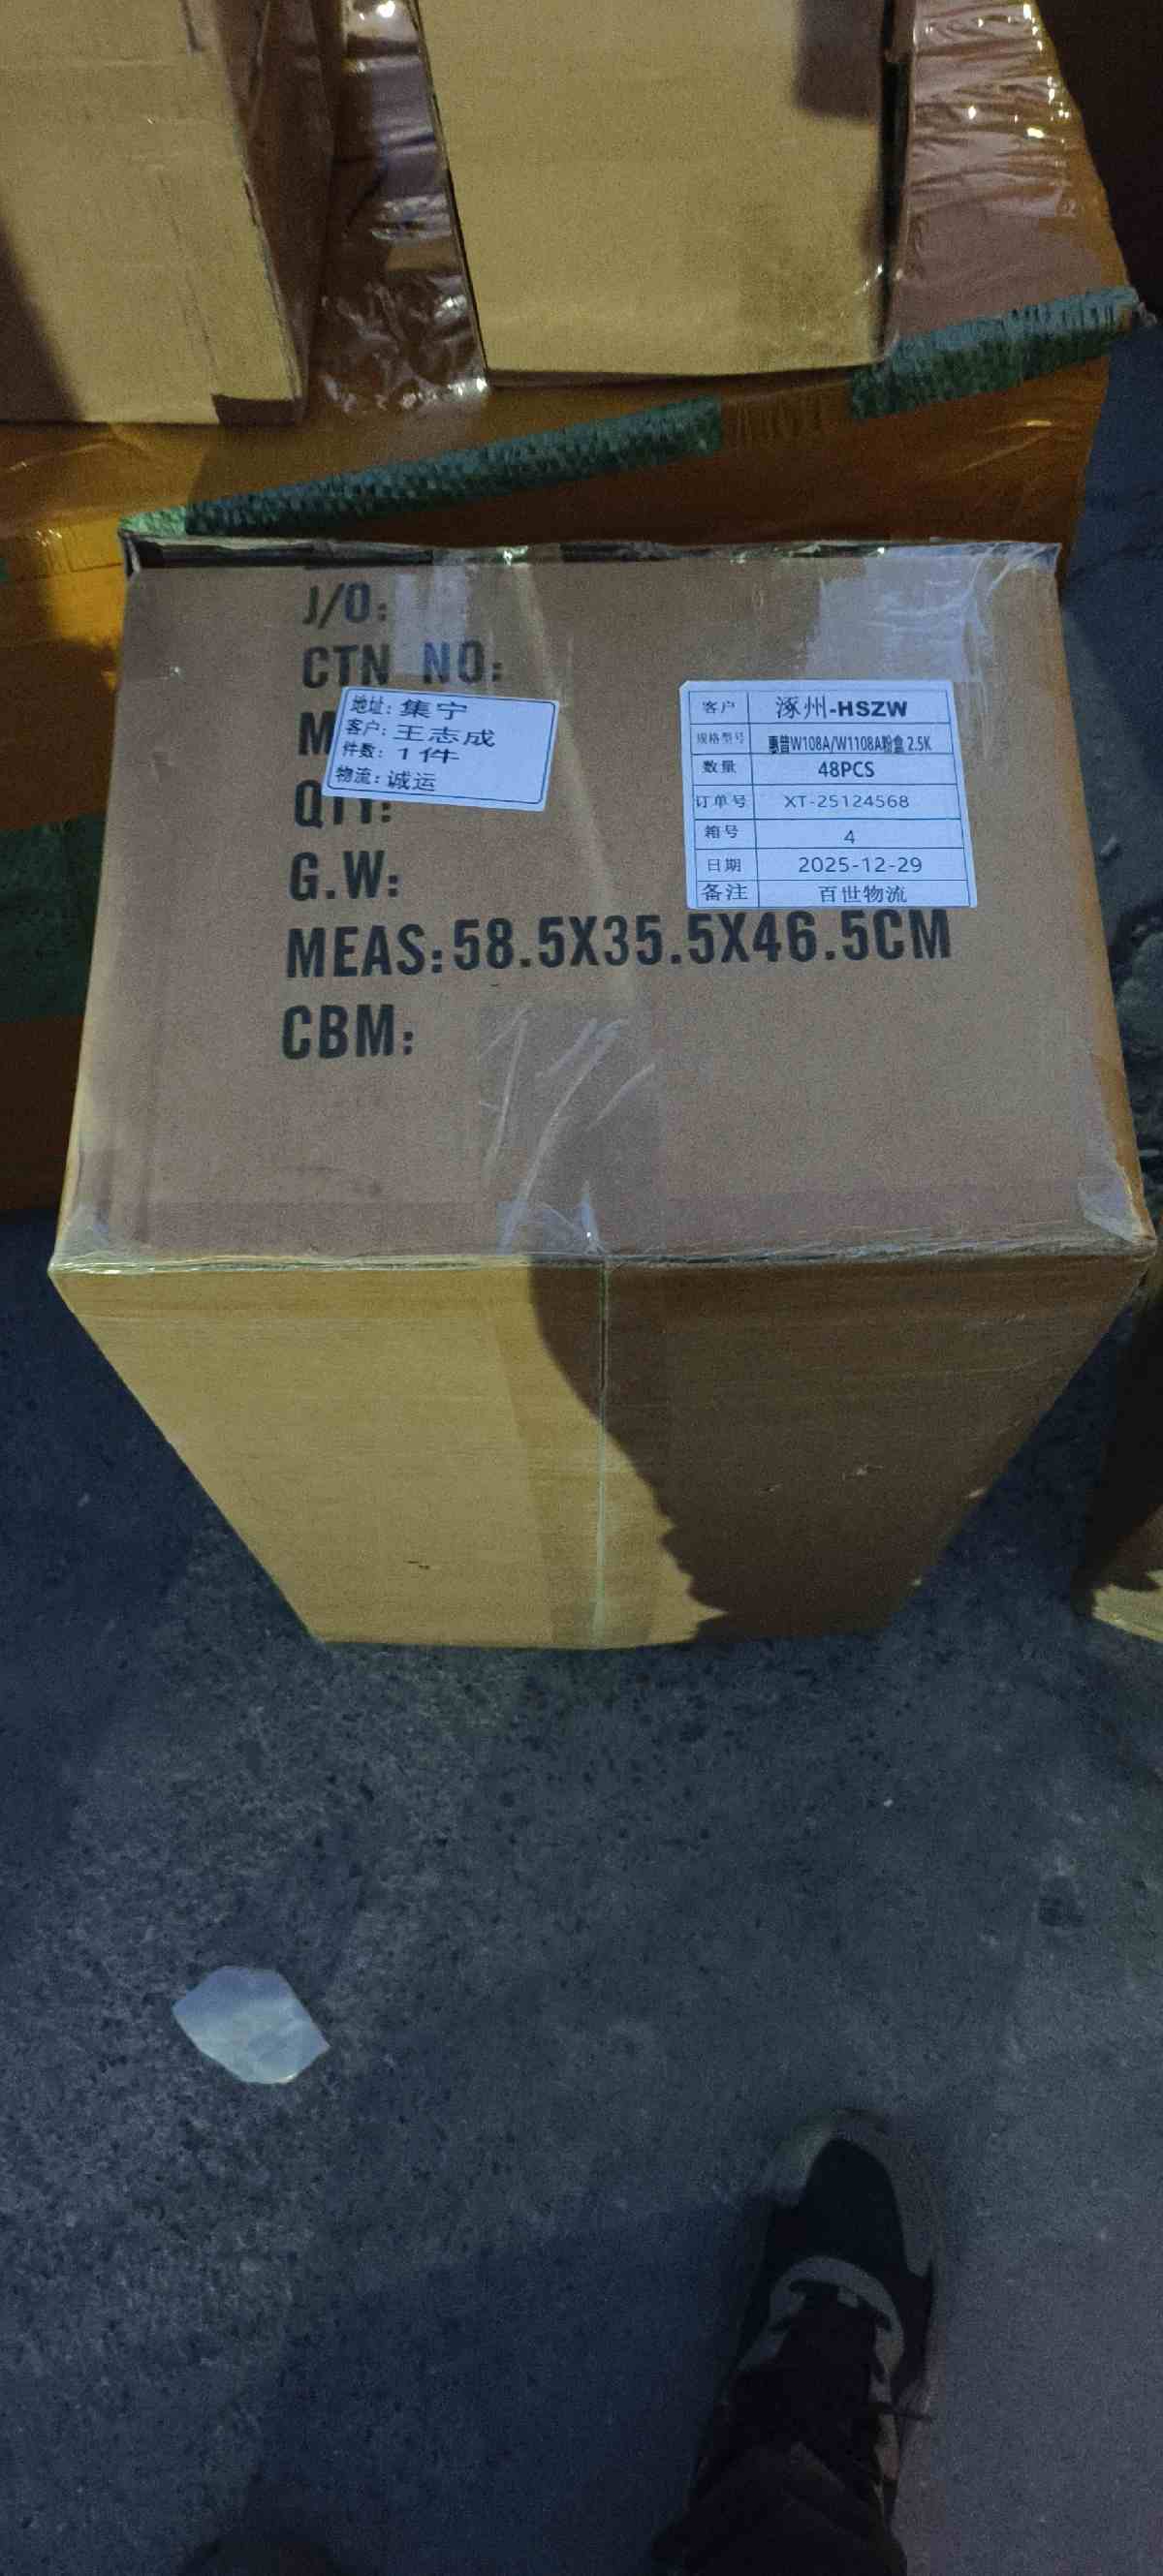 J/O:
CTN NO:
M
QTY:
G.W:
MEAS:58.5X35.5X46.5CM
CBM:
地址: 集宁
客户: 王志成
件数: 1件
物流: 诚运
客户 涿州-HSZW
规格型号 惠普W108A/W1108A粉盒 2.5K
数量 48PCS
订单号 XT-25124568
箱号 4
日期 2025-12-29
备注 百世物流